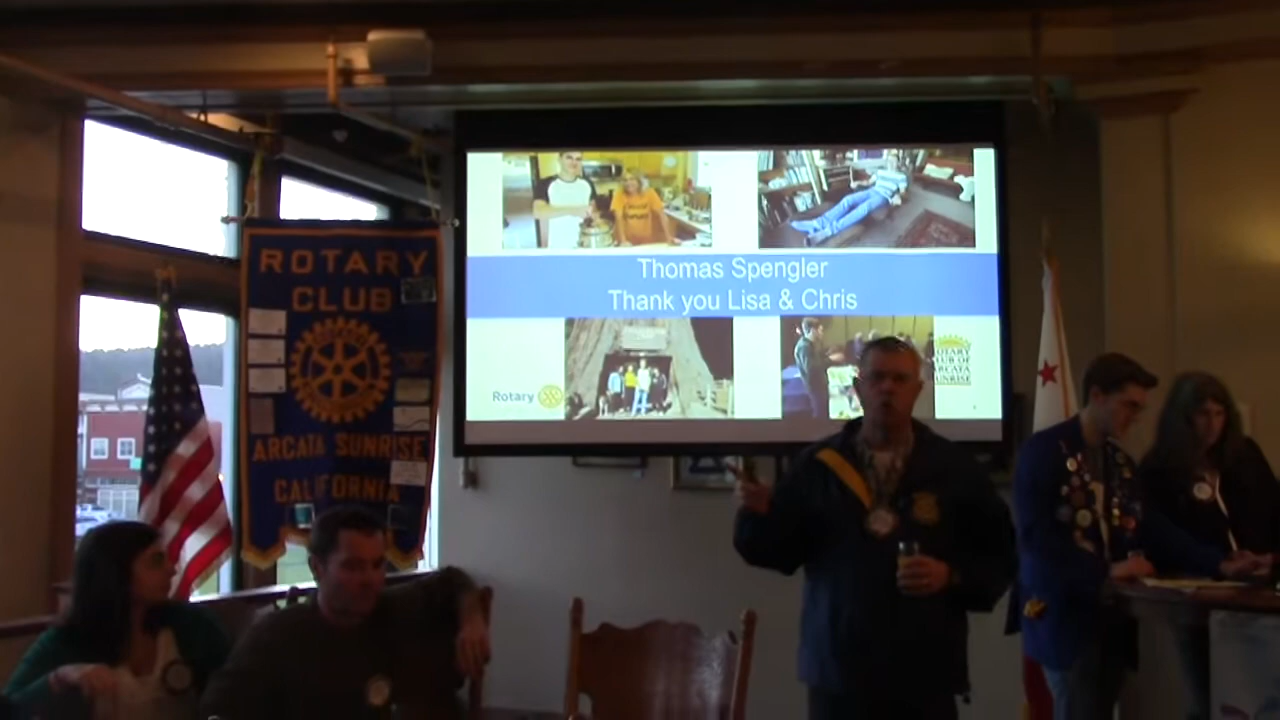 ROTARY
CLUB
ARCATA SUNRISE
CALIFORNIA
Thomas Spengler
Thank you Lisa & Chris
Rotary
ROTARY
CLUB OF
ARCATA
SUNRISE